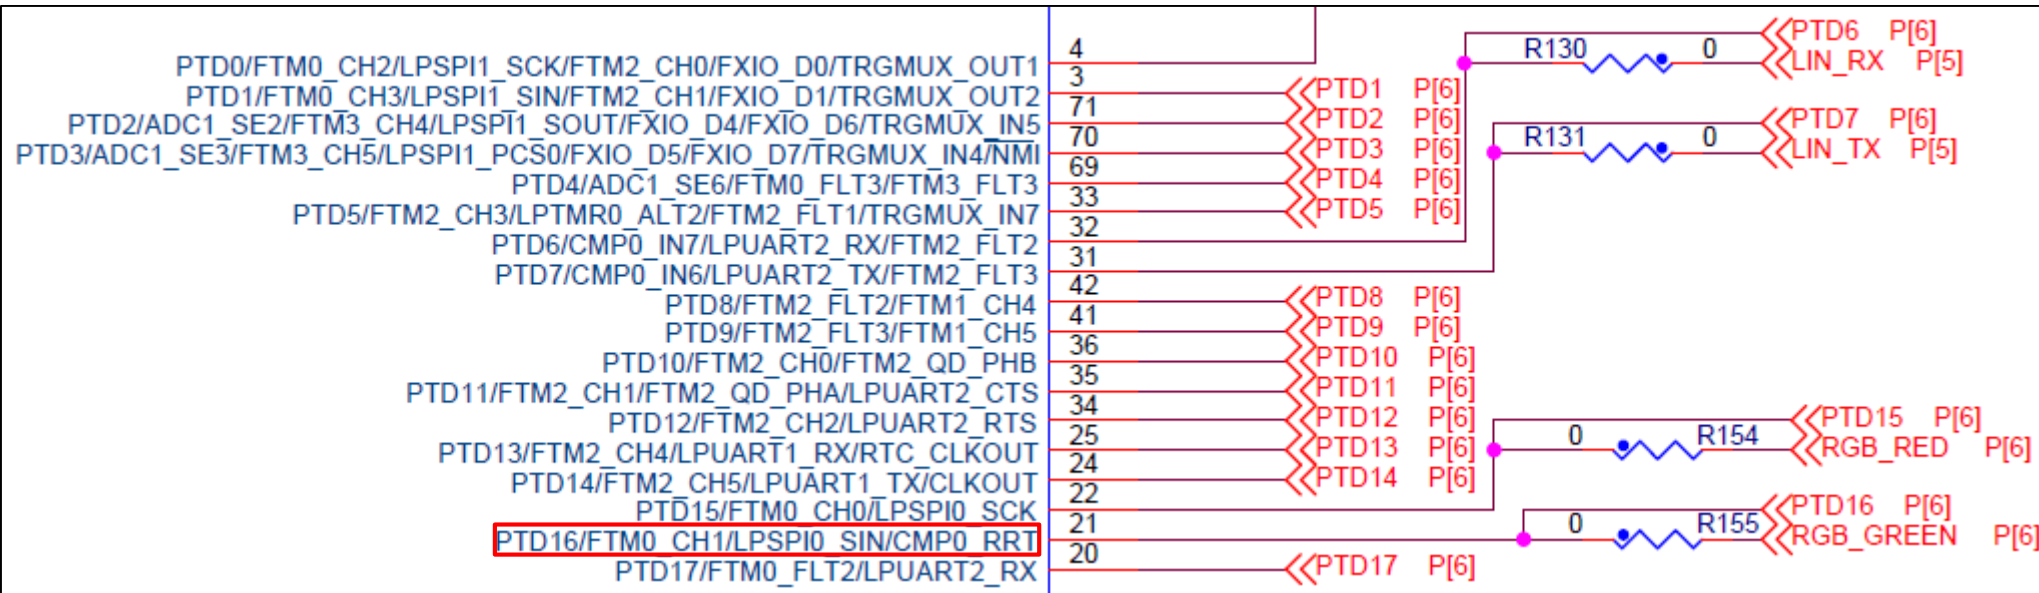 PTD0/FTM0_CH2/LPSPI1_SCK/FTM2_CH0/FXIO_D0/TRGMUX_OUT1 4
PTD1/FTM0_CH3/LPSPI1_SIN/FTM2_CH1/FXIO_D1/TRGMUX_OUT2 3 PTD1 P[6]
PTD2/ADC1_SE2/FTM3_CH4/LPSPI1_SOUT/FXIO_D4/FXIO_D6/TRGMUX_IN5 71 PTD2 P[6]
PTD3/ADC1_SE3/FTM3_CH5/LPSPI1_PCS0/FXIO_D5/FXIO_D7/TRGMUX_IN4/NMI 70 PTD3 P[6]
PTD4/ADC1_SE6/FTM0_FLT3/FTM3_FLT3 69 PTD4 P[6]
PTD5/FTM2_CH3/LPTMR0_ALT2/FTM2_FLT1/TRGMUX_IN7 33 PTD5 P[6]
PTD6/CMP0_IN7/LPUART2_RX/FTM2_FLT2 32
PTD7/CMP0_IN6/LPUART2_TX/FTM2_FLT3 31
PTD8/FTM2_FLT2/FTM1_CH4 42 PTD8 P[6]
PTD9/FTM2_FLT3/FTM1_CH5 41 PTD9 P[6]
PTD10/FTM2_CH0/FTM2_QD_PHB 36 PTD10 P[6]
PTD11/FTM2_CH1/FTM2_QD_PHA/LPUART2_CTS 35 PTD11 P[6]
PTD12/FTM2_CH2/LPUART2_RTS 34 PTD12 P[6]
PTD13/FTM2_CH4/LPUART1_RX/RTC_CLKOUT 25 PTD13 P[6]
PTD14/FTM2_CH5/LPUART1_TX/CLKOUT 24 PTD14 P[6]
PTD15/FTM0_CH0/LPSPI0_SCK 22
PTD16/FTM0_CH1/LPSPI0_SIN/CMP0_RRT 21
PTD17/FTM0_FLT2/LPUART2_RX 20 PTD17 P[6]
PTD6 P[6]
R130 0 LIN_RX P[5]
PTD7 P[6]
R131 0 LIN_TX P[5]
PTD15 P[6]
0 R154 RGB_RED P[6]
PTD16 P[6]
0 R155 RGB_GREEN P[6]